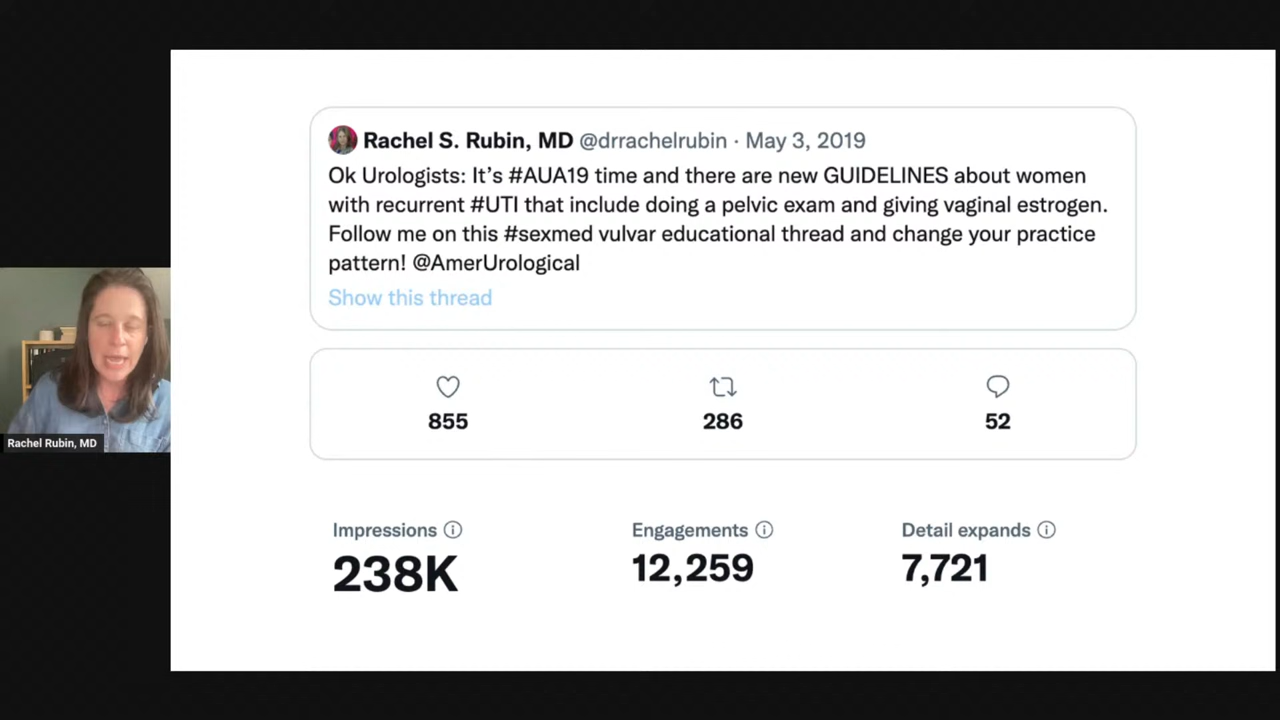 Rachel S. Rubin, MD @drrachelrubin · May 3, 2019
Ok Urologists: It’s #AUA19 time and there are new GUIDELINES about women
with recurrent #UTI that include doing a pelvic exam and giving vaginal estrogen.
Follow me on this #sexmed vulvar educational thread and change your practice
pattern! @AmerUrological
Show this thread
855 286 52
Impressions Engagements Detail expands
238K 12,259 7,721
Rachel Rubin, MD